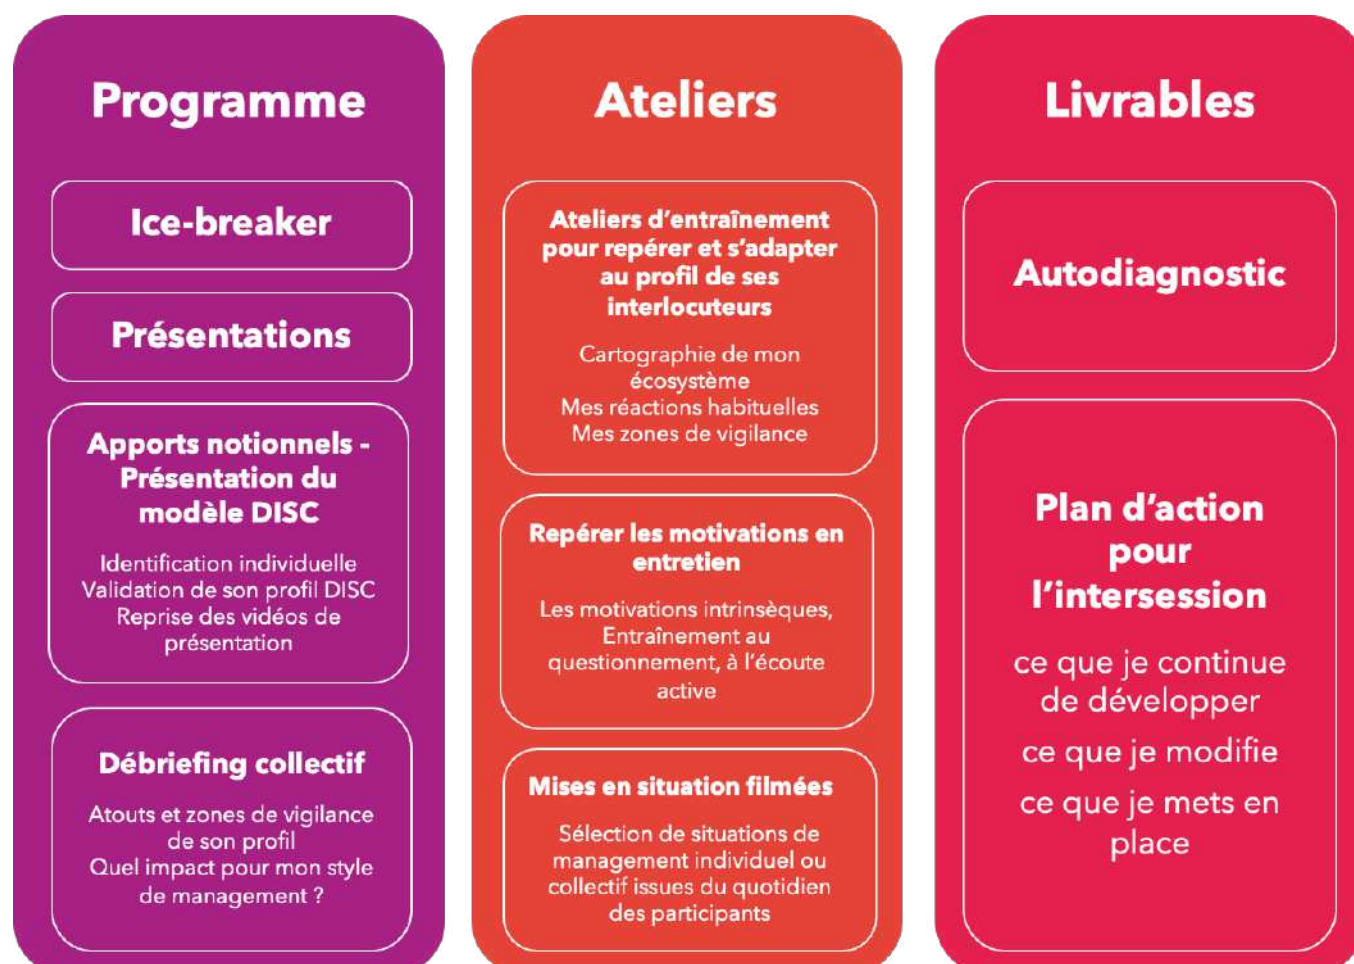 Programme
Ice-breaker
Présentations
Apports notionnels -
Présentation du
modèle DISC
Identification individuelle
Validation de son profil DISC
Reprise des vidéos de
présentation
Débriefing collectif
Atouts et zones de vigilance
de son profil
Quel impact pour mon style
de management ?
Ateliers
Ateliers d’entraînement
pour repérer et s’adapter
au profil de ses
interlocuteurs
Cartographie de mon
écosystème
Mes réactions habituelles
Mes zones de vigilance
Repérer les motivations en
entretien
Les motivations intrinsèques,
Entraînement au
questionnement, à l’écoute
active
Mises en situation filmées
Sélection de situations de
management individuel ou
collectif issues du quotidien
des participants
Livrables
Autodiagnostic
Plan d’action
pour
l’intersession
ce que je continue
de développer
ce que je modifie
ce que je mets en
place